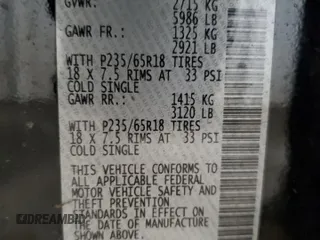 GVWR: 2715 KG
5986 LB
GAWR FR.: 1325 KG
2921 LB
WITH P235/65R18 TIRES
18 X 7.5 RIMS AT 33 PSI
COLD SINGLE
GAWR RR.: 1415 KG
3120 LB
WITH P235/65R18 TIRES
18 X 7.5 RIMS AT 33 PSI
COLD SINGLE
THIS VEHICLE CONFORMS TO
ALL APPLICABLE FEDERAL
MOTOR VEHICLE SAFETY AND
THEFT PREVENTION
STANDARDS IN EFFECT ON
THE DATE OF MANUFACTURE
SHOWN ABOVE.